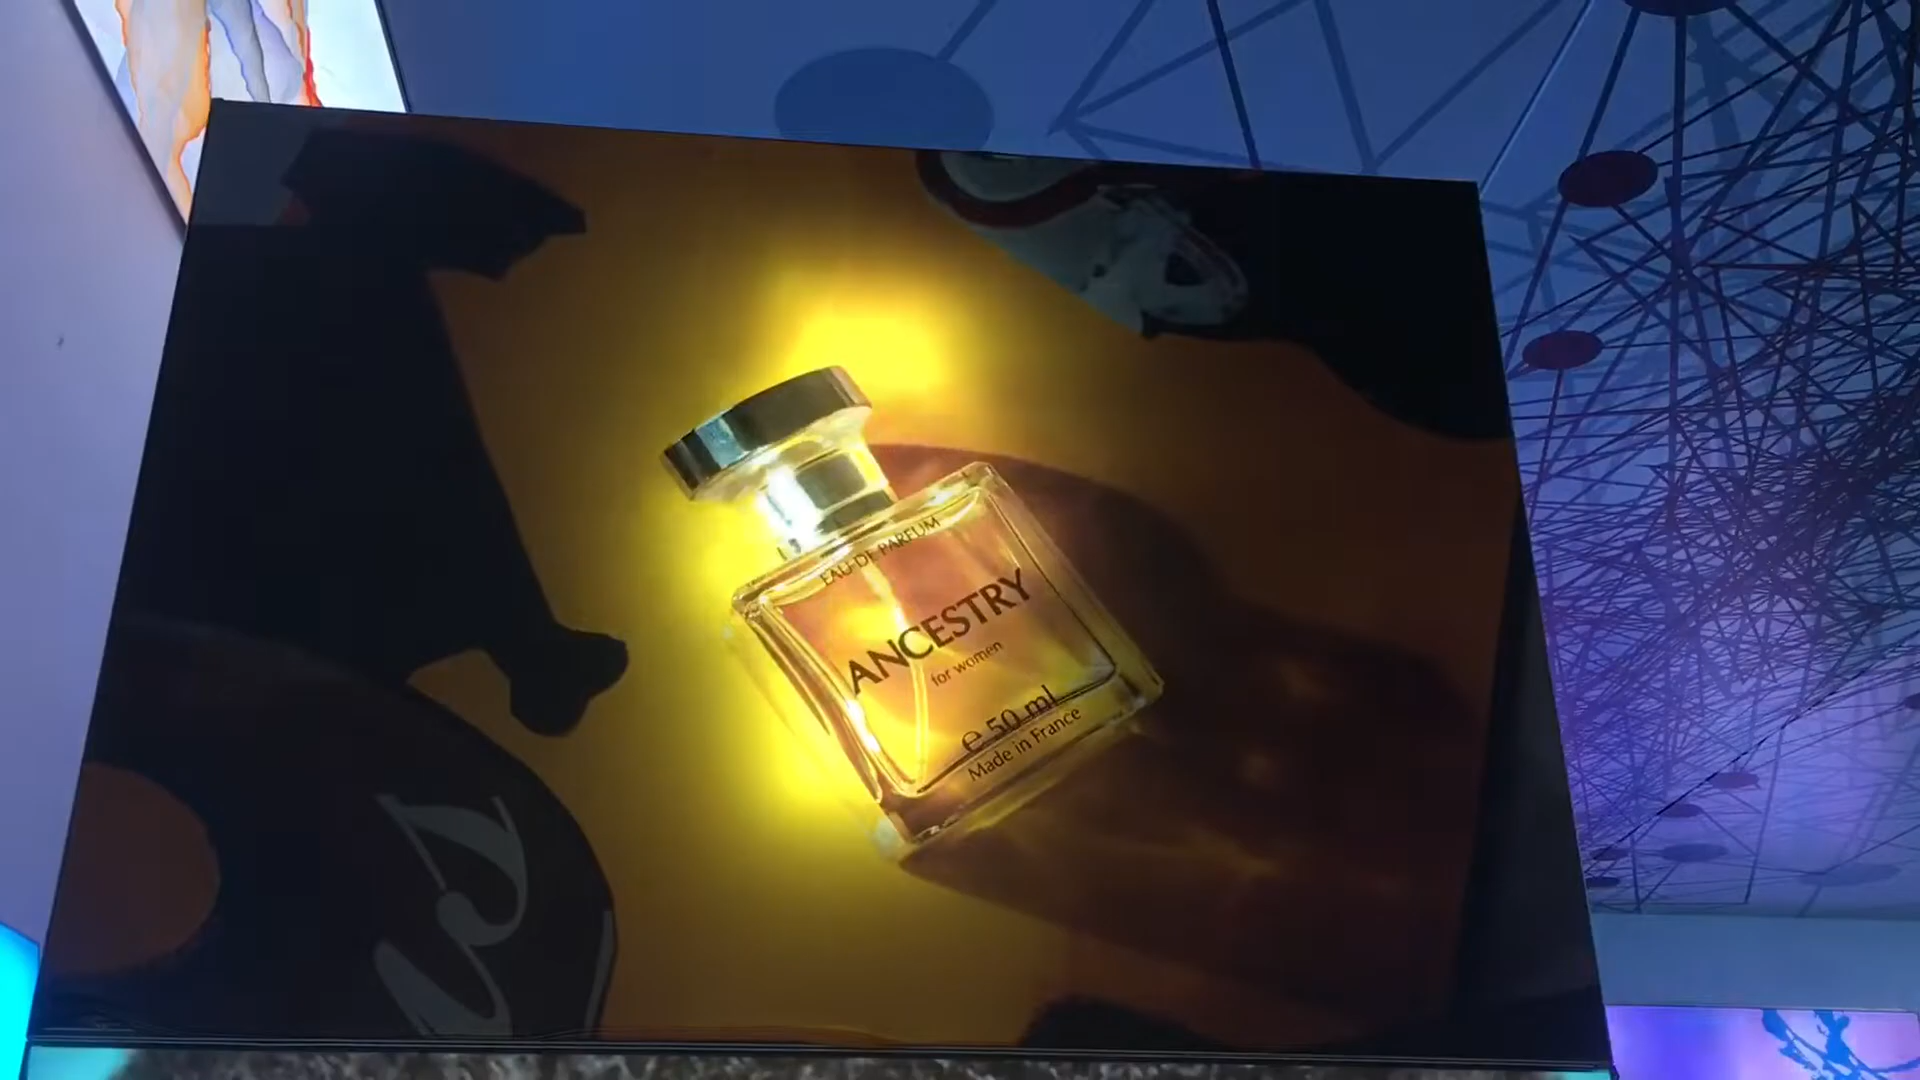 EAU DE PARFUM
ANCESTRY
for women
e 50 ml
Made in France